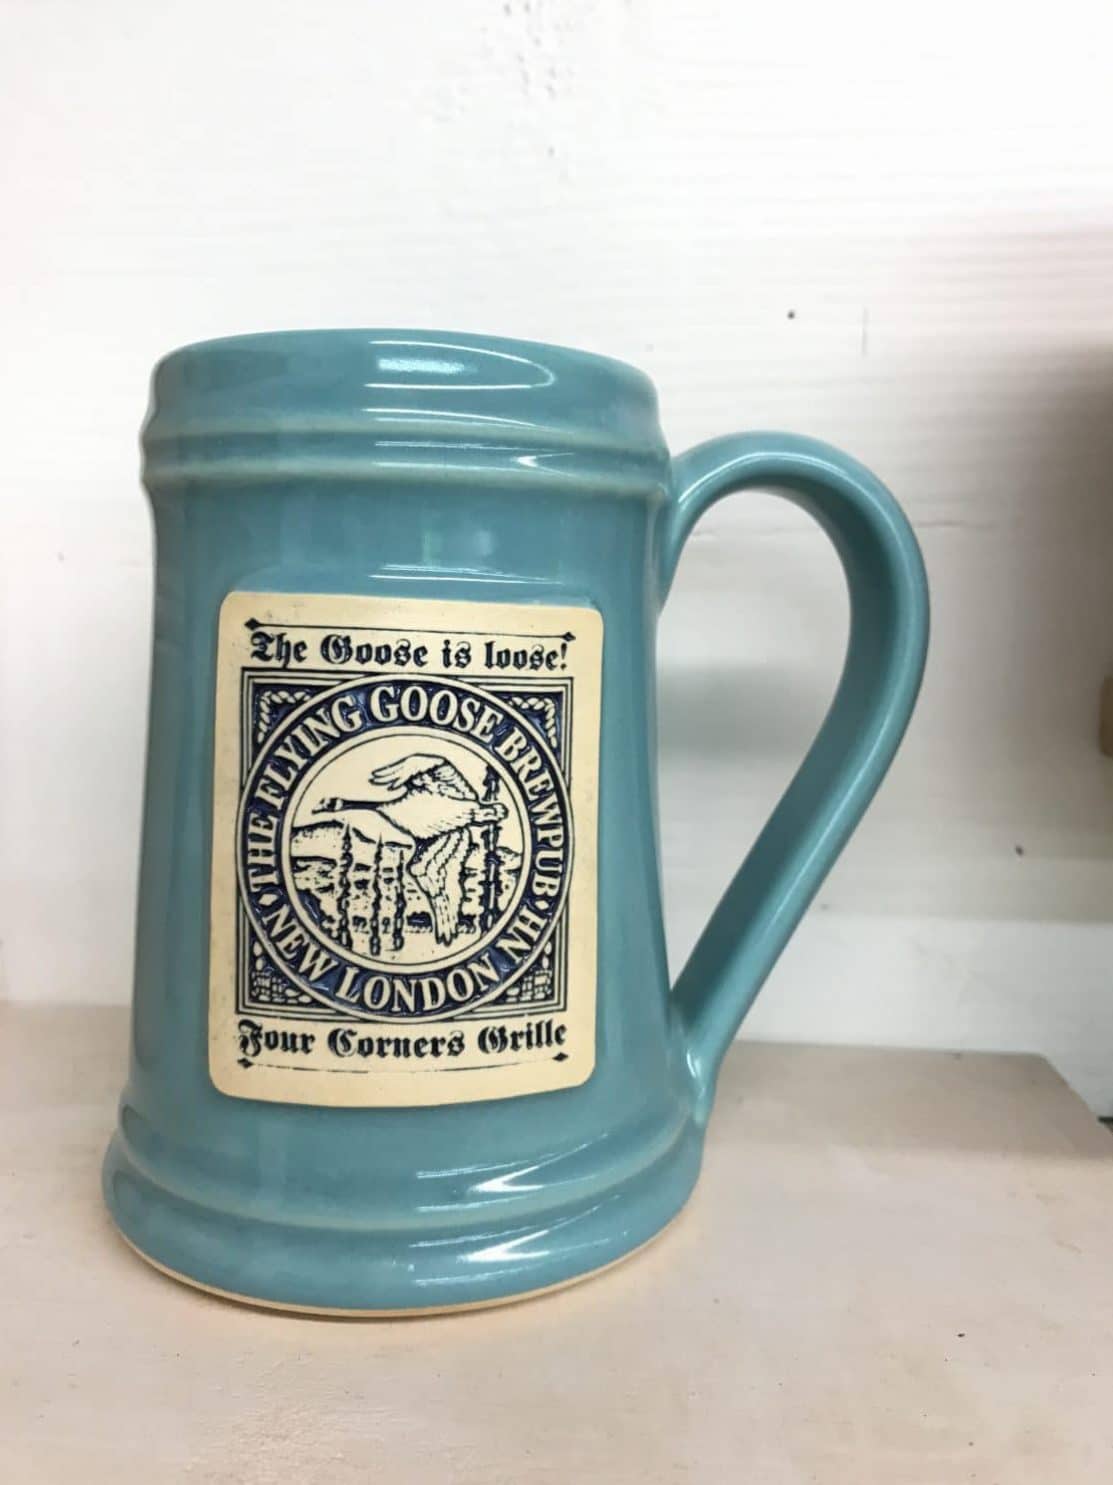 The Goose is loose!
THE FLYING GOOSE BREWPUB
NEW LONDON NH
Four Corners Grille